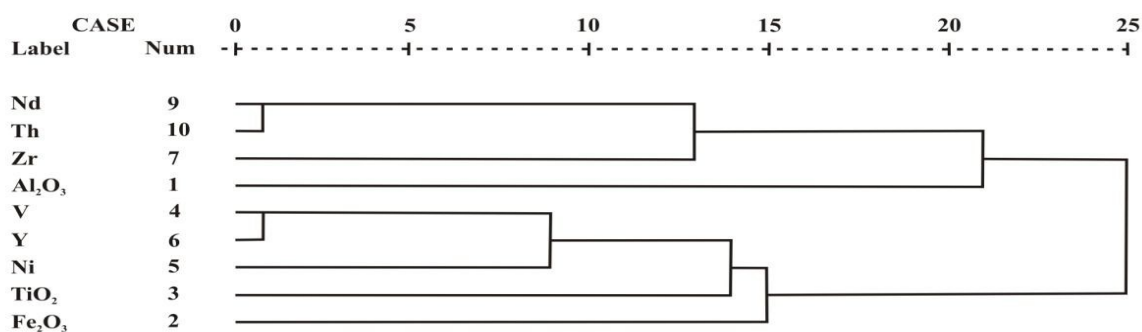 CASE 0 5 10 15 20 25
Label Num
Nd 9
Th 10
Zr 7
Al₂O₃ 1
V 4
Y 6
Ni 5
TiO₂ 3
Fe₂O₃ 2